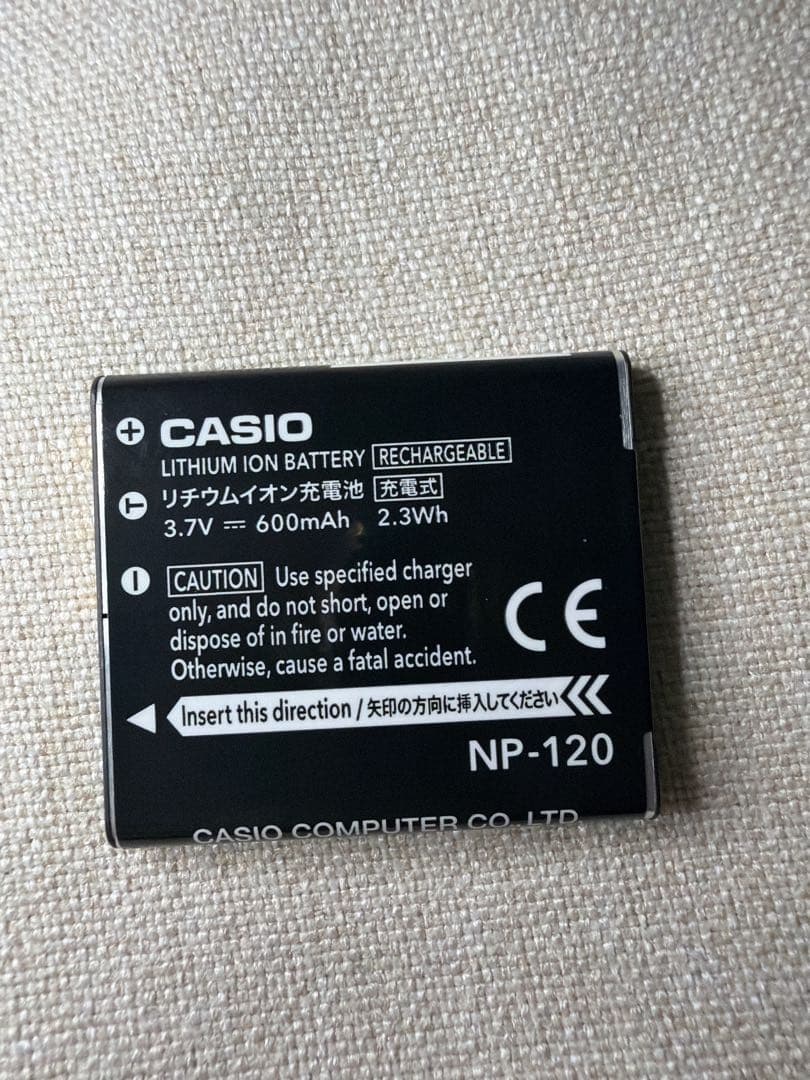 CASIO
LITHIUM ION BATTERY RECHARGEABLE
リチウムイオン充電池 充電式
3.7V ⎓ 600mAh 2.3Wh
CAUTION Use specified charger
only, and do not short, open or
dispose of in fire or water.
Otherwise, cause a fatal accident.
CE
Insert this direction / 矢印の方向に挿入してください
NP-120
CASIO COMPUTER CO. LTD.